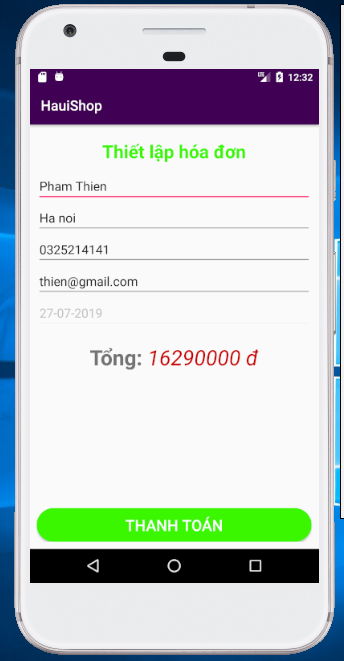 LTE 12:32
HauiShop
Thiết lập hóa đơn
Pham Thien
Ha noi
0325214141
thien@gmail.com
27-07-2019
Tổng: 16290000 đ
THANH TOÁN